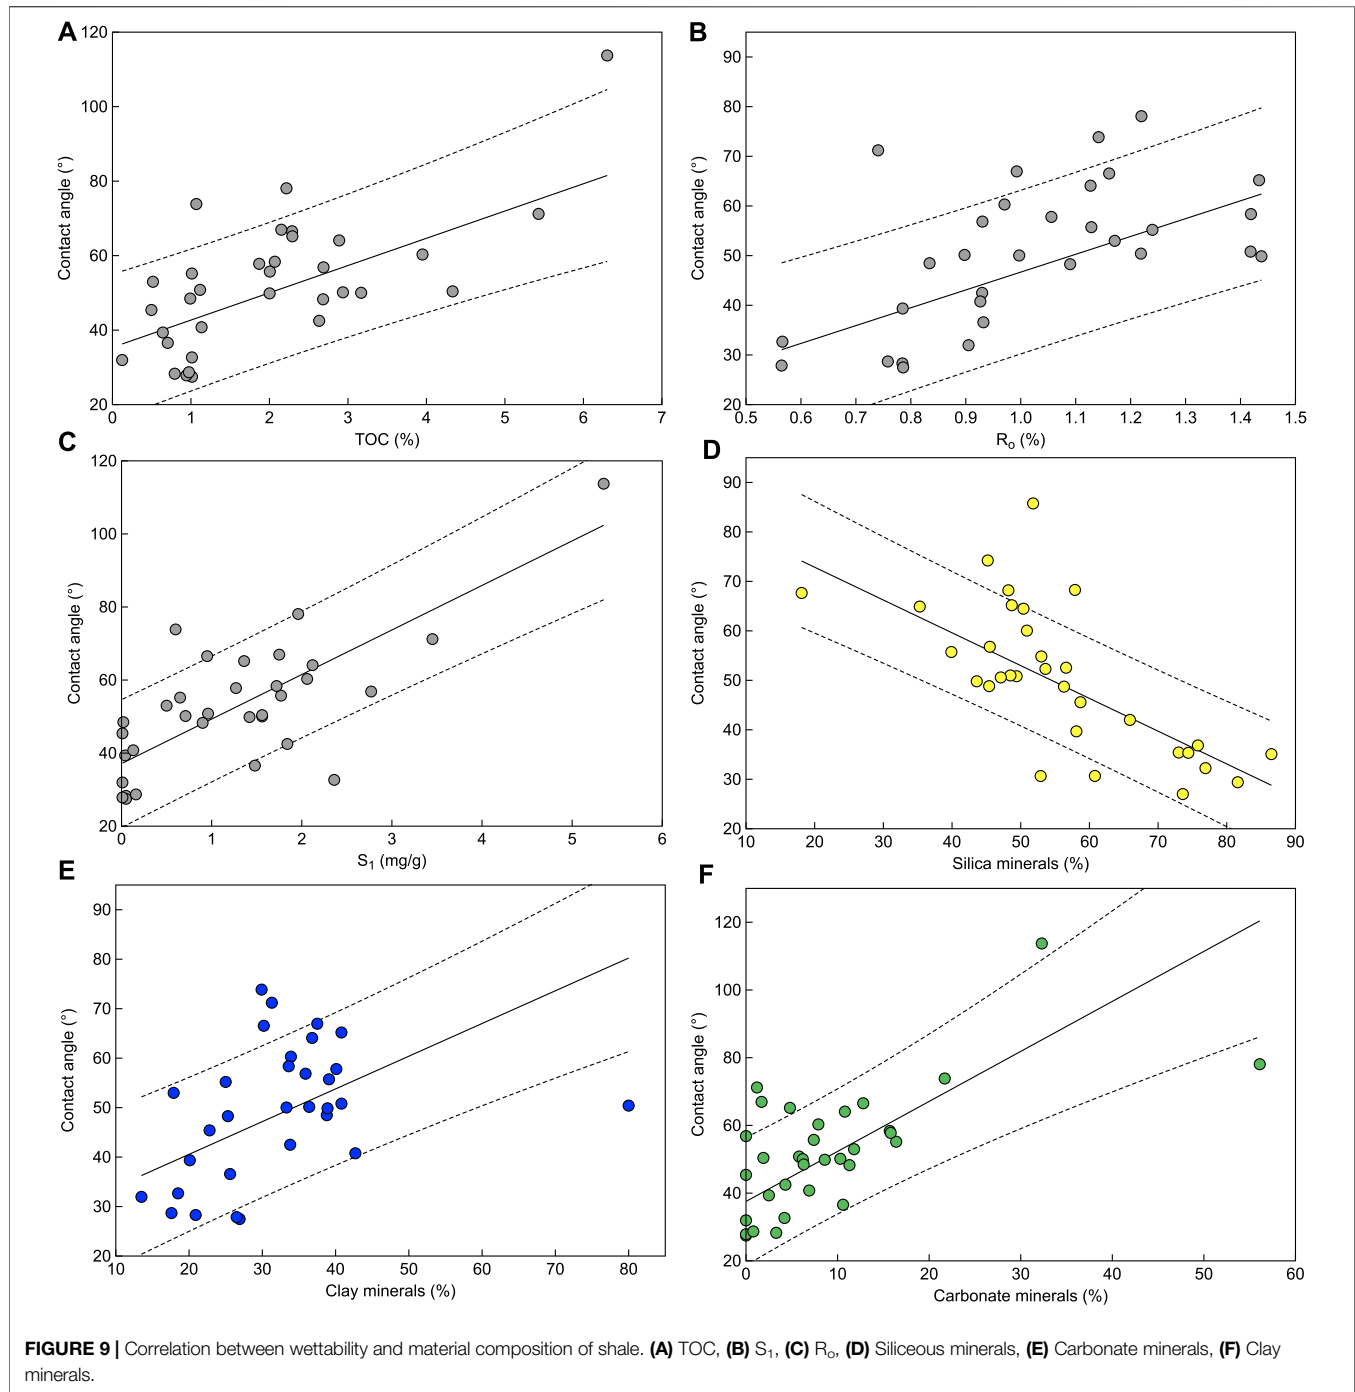 A
120
100
80
60
40
20
Contact angle (°)
0 1 2 3 4 5 6 7
TOC (%)
B
90
80
70
60
50
40
30
20
Contact angle (°)
0.5 0.6 0.7 0.8 0.9 1.0 1.1 1.2 1.3 1.4 1.5
Ro (%)
C
120
100
80
60
40
20
Contact angle (°)
0 1 2 3 4 5 6
S1 (mg/g)
D
90
80
70
60
50
40
30
20
Contact angle (°)
10 20 30 40 50 60 70 80 90
Silica minerals (%)
E
90
80
70
60
50
40
30
20
Contact angle (°)
10 20 30 40 50 60 70 80
Clay minerals (%)
F
120
100
80
60
40
20
Contact angle (°)
0 10 20 30 40 50 60
Carbonate minerals (%)
FIGURE 9 | Correlation between wettability and material composition of shale. (A) TOC, (B) S1, (C) Ro, (D) Siliceous minerals, (E) Carbonate minerals, (F) Clay
minerals.